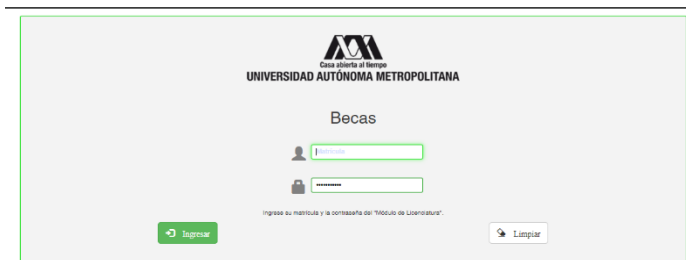 Casa abierta al tiempo
UNIVERSIDAD AUTÓNOMA METROPOLITANA
Becas
Matrícula
Ingrese su matrícula y la contraseña del "Módulo de Licenciatura".
Ingresar
Limpiar